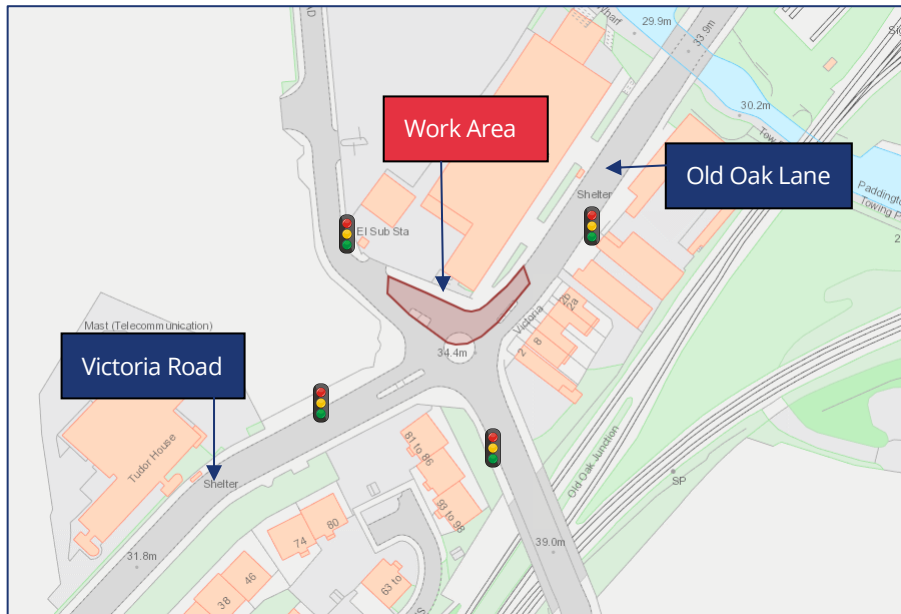 Wharf
29.9m
33.9m
30.2m
Work Area
Old Oak Lane
Shelter
El Sub Sta
Victoria
2b
2a
8
2
34.4m
Mast (Telecommunication)
Victoria Road
Tudor House
Shelter
81 to 86
93 to 98
Old Oak Junction
SP
74
80
31.8m
46
38
63 to
39.0m
Paddington
Towing P